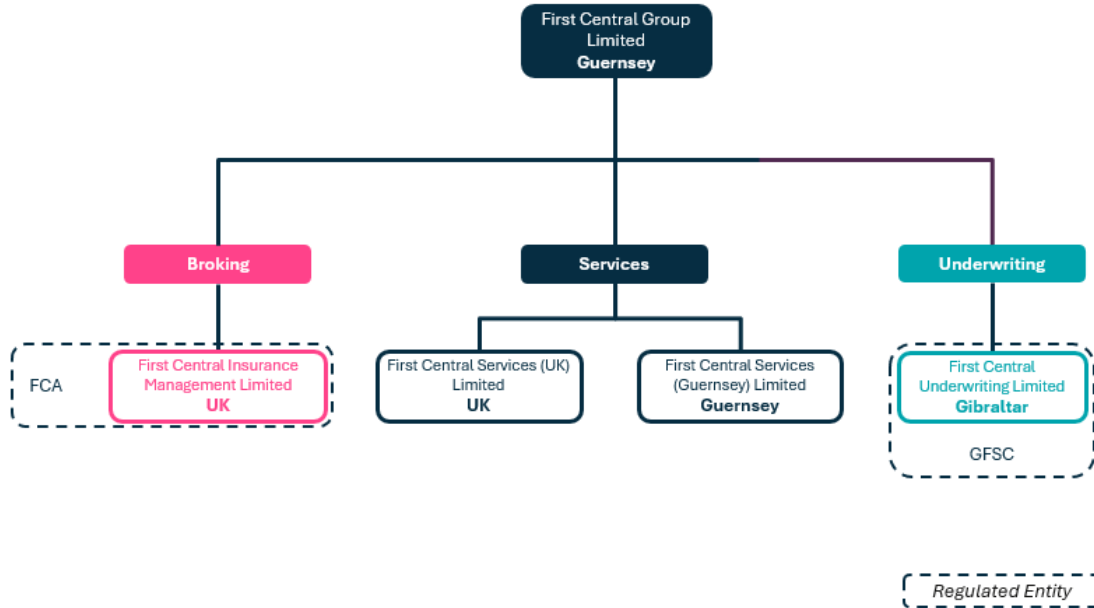 First Central Group
Limited
Guernsey
Broking
Services
Underwriting
FCA
First Central Insurance
Management Limited
UK
First Central Services (UK)
Limited
UK
First Central Services
(Guernsey) Limited
Guernsey
First Central
Underwriting Limited
Gibraltar
GFSC
Regulated Entity